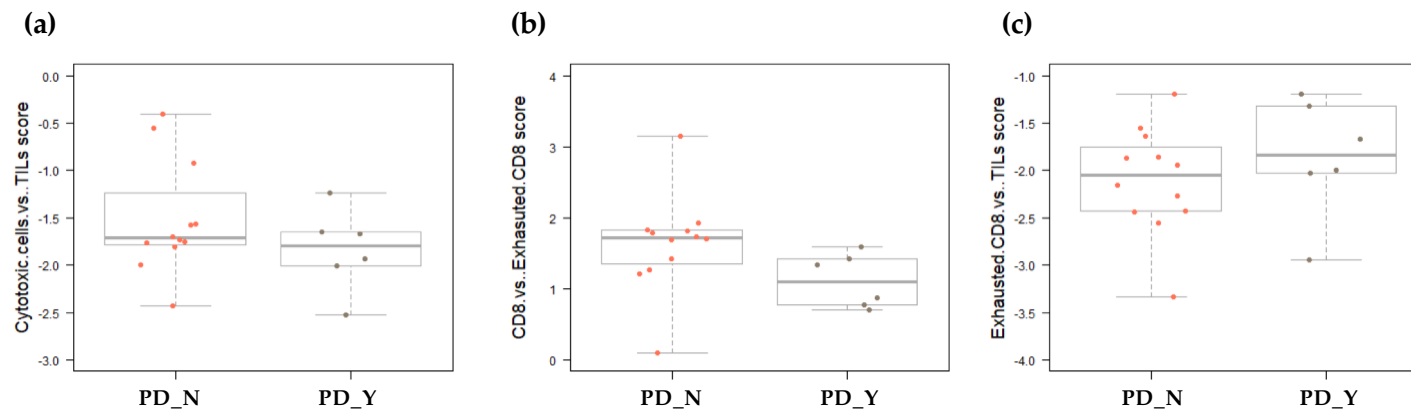 (a)
Cytotoxic.cells.vs..TILs score
0.0
-0.5
-1.0
-1.5
-2.0
-2.5
-3.0
PD_N
PD_Y
(b)
CD8.vs..Exhasuted.CD8 score
4
3
2
1
0
PD_N
PD_Y
(c)
Exhausted.CD8.vs..TILs score
-1.0
-1.5
-2.0
-2.5
-3.0
-3.5
-4.0
PD_N
PD_Y